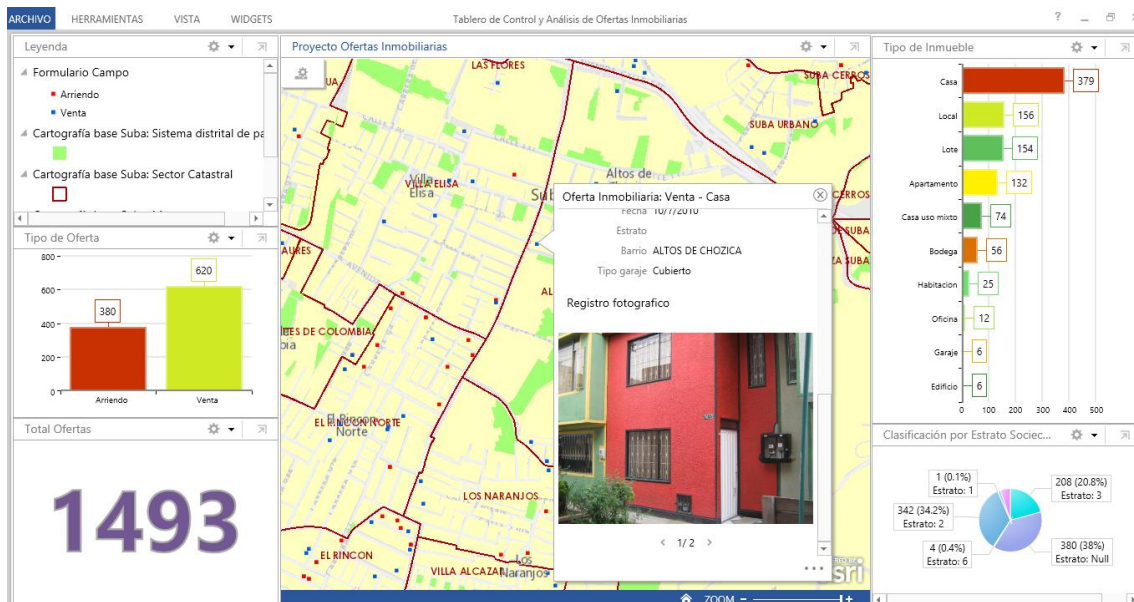 ARCHIVO HERRAMIENTAS VISTA WIDGETS
Tablero de Control y Análisis de Ofertas Inmobiliarias
Leyenda
Formulario Campo
Arriendo
Venta
Cartografía base Suba: Sistema distrital de pa
Cartografía base Suba: Sector Catastral
Tipo de Oferta
800
600
400
200
0
380
620
Arriendo
Venta
Total Ofertas
1493
Proyecto Ofertas Inmobiliarias
LAS FLORES
SUBA CERROS
SUBA URBANO
VILLA ELISA
Villa
Elisa
Altos de
Sub
CERROS
DE SUBA
ZA SUBA
AURES
AL
CES DE COLOMBIA
bia
EL RINCON NORTE
El Rincon
Norte
LOS NARANJOS
EL RINCON
VILLA ALCAZAR
Los
Naranjos
Oferta Inmobiliaria: Venta - Casa
Fecha 10/7/2010
Estrato
Barrio ALTOS DE CHOZICA
Tipo garaje Cubierto
Registro fotografico
1/2
esri
ZOOM
Tipo de Inmueble
Casa 379
Local 156
Lote 154
Apartamento 132
Casa uso mixto 74
Bodega 56
Habitacion 25
Oficina 12
Garaje 6
Edificio 6
0 100 200 300 400 500
Clasificación por Estrato Socioec...
1 (0.1%)
Estrato: 1
208 (20.8%)
Estrato: 3
342 (34.2%)
Estrato: 2
4 (0.4%)
Estrato: 6
380 (38%)
Estrato: Null